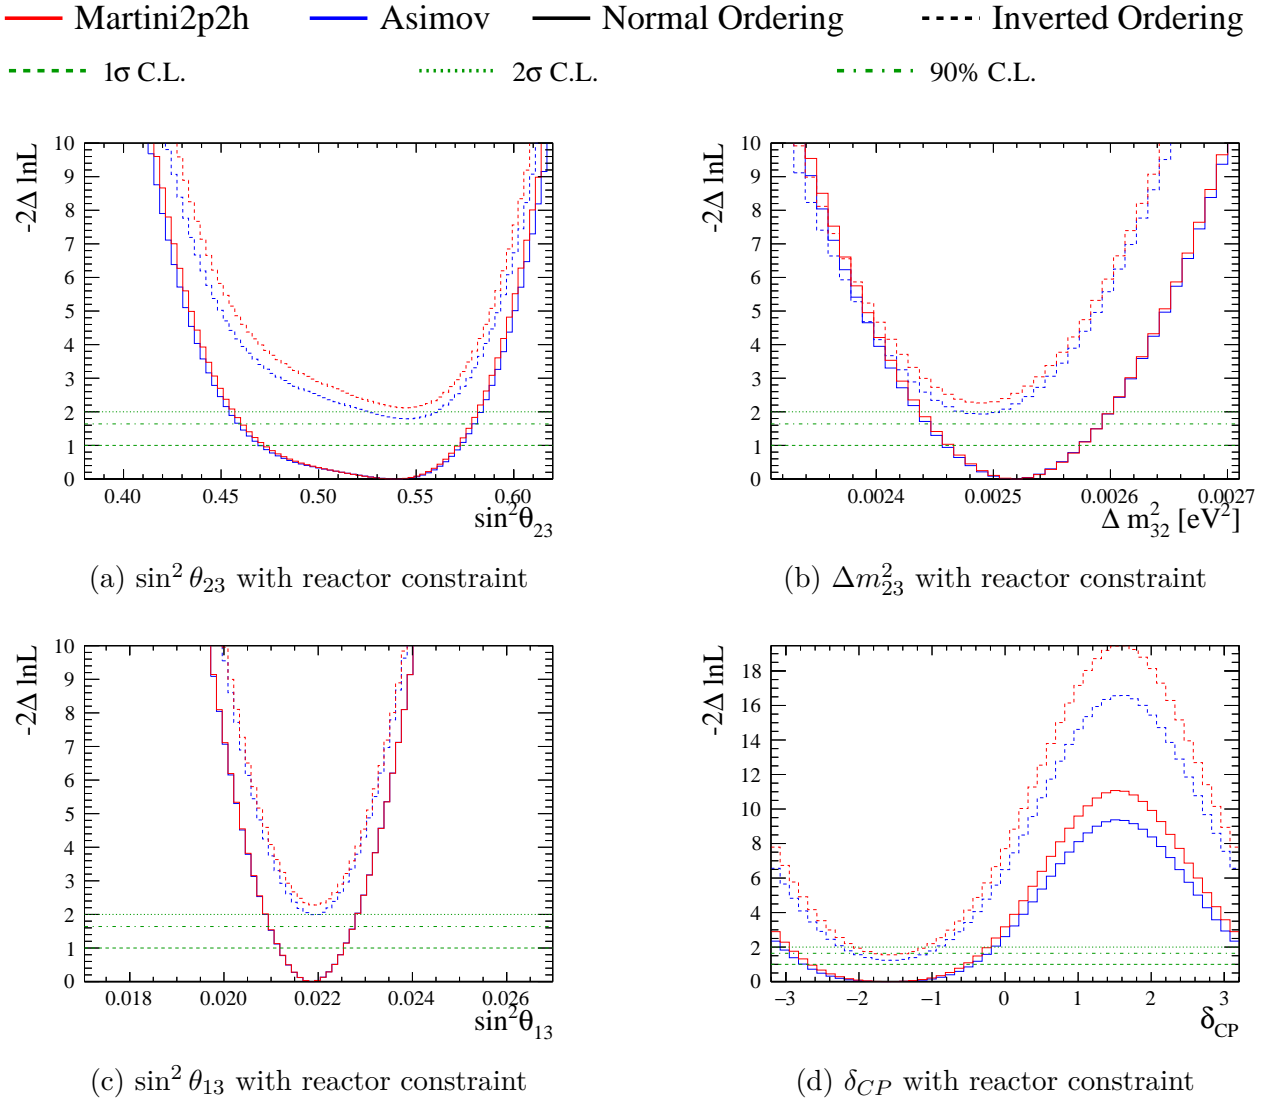 Martini2p2h Asimov Normal Ordering Inverted Ordering
1σ C.L. 2σ C.L. 90% C.L.
-2Δ lnL
10
9
8
7
6
5
4
3
2
1
0
0.40 0.45 0.50 0.55 0.60
sin²θ₂₃
(a) sin² θ₂₃ with reactor constraint
-2Δ lnL
10
9
8
7
6
5
4
3
2
1
0
0.0024 0.0025 0.0026 0.0027
Δ m²₃₂ [eV²]
(b) Δm²₂₃ with reactor constraint
-2Δ lnL
10
9
8
7
6
5
4
3
2
1
0
0.018 0.020 0.022 0.024 0.026
sin²θ₁₃
(c) sin² θ₁₃ with reactor constraint
-2Δ lnL
18
16
14
12
10
8
6
4
2
0
−3 −2 −1 0 1 2 3
δCP
(d) δCP with reactor constraint